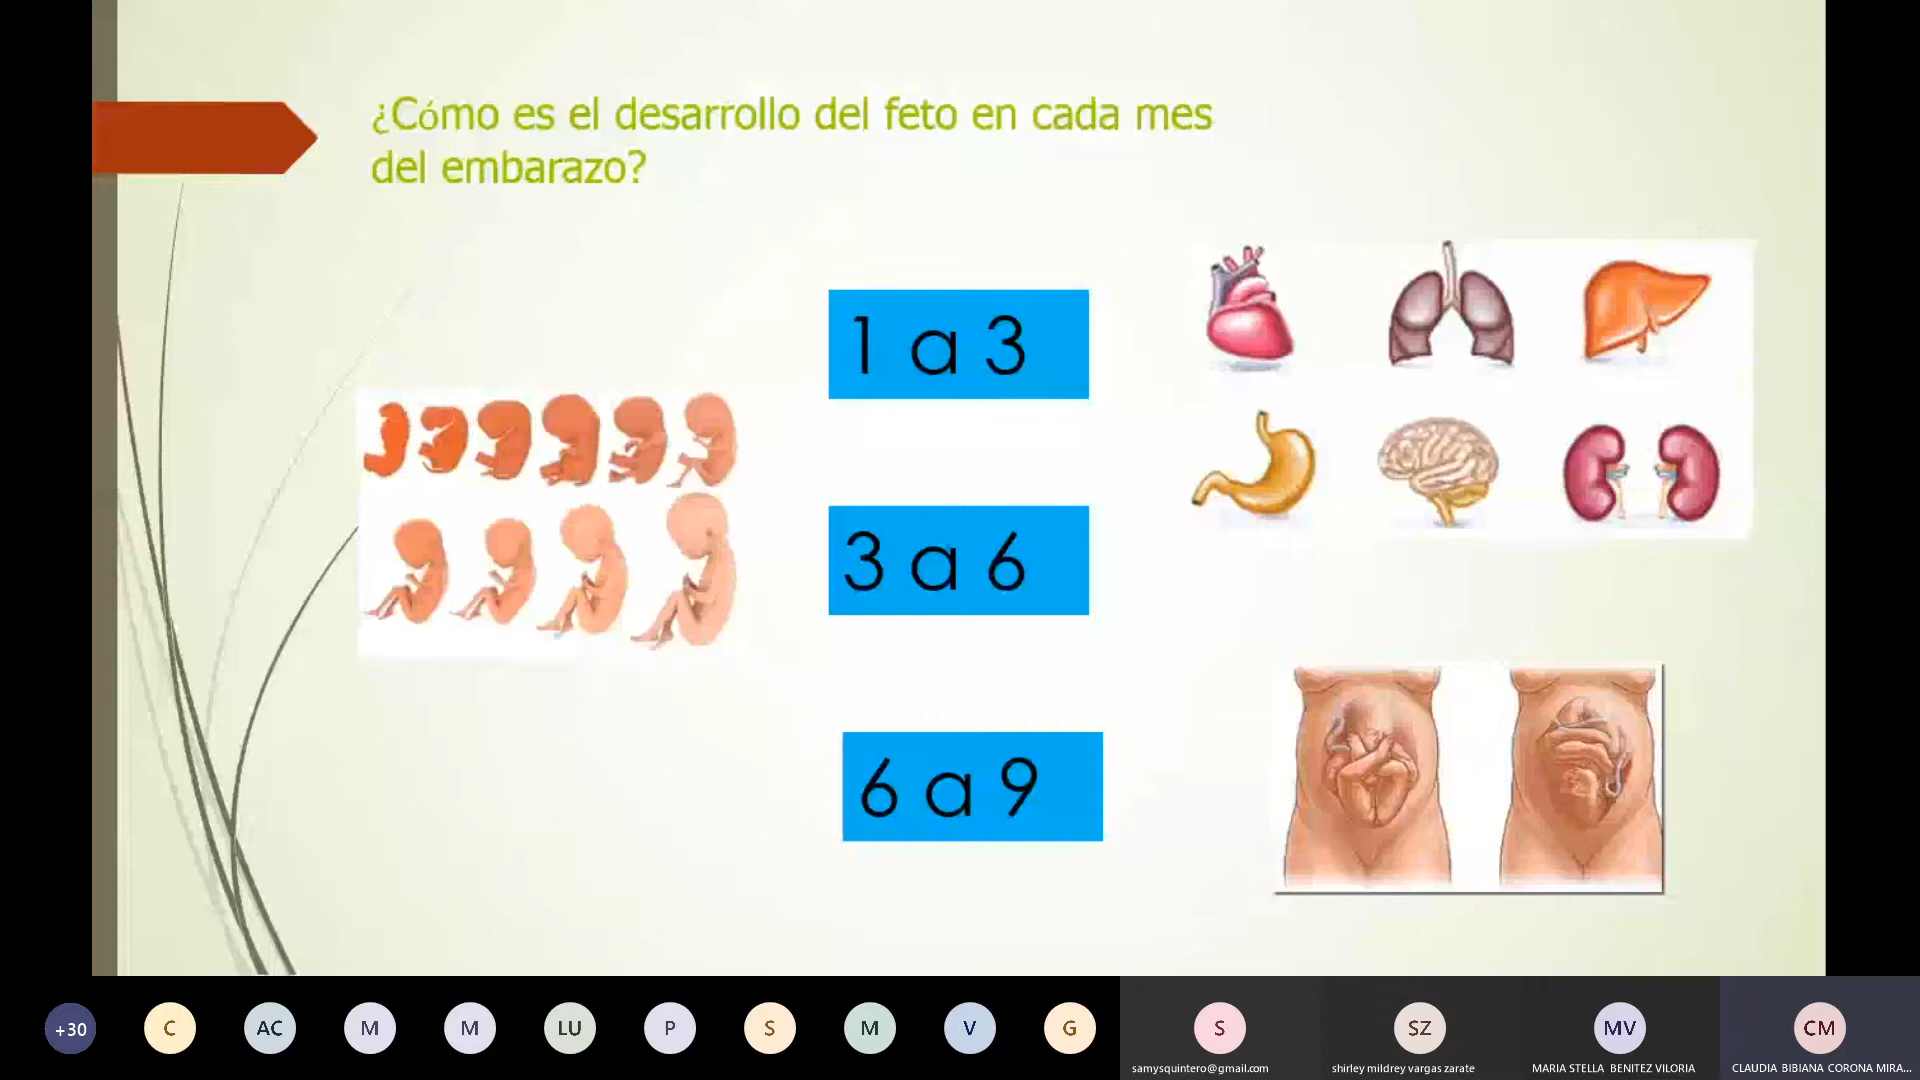 ¿Cómo es el desarrollo del feto en cada mes
del embarazo?
1 a 3
3 a 6
6 a 9
+30
C
AC
M
M
LU
P
S
M
V
G
S
SZ
MV
CM
samysquintero@gmail.com
shirley mildrey vargas zarate
MARIA STELLA BENITEZ VILORIA
CLAUDIA BIBIANA CORONA MIRA...